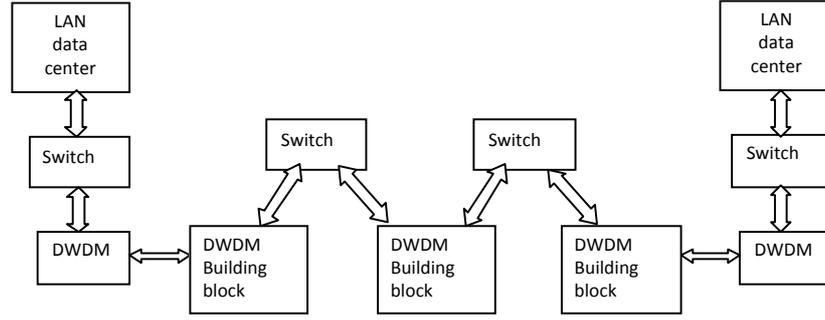 LAN
data
center
LAN
data
center
Switch
Switch
Switch
Switch
DWDM
DWDM
Building
block
DWDM
Building
block
DWDM
Building
block
DWDM